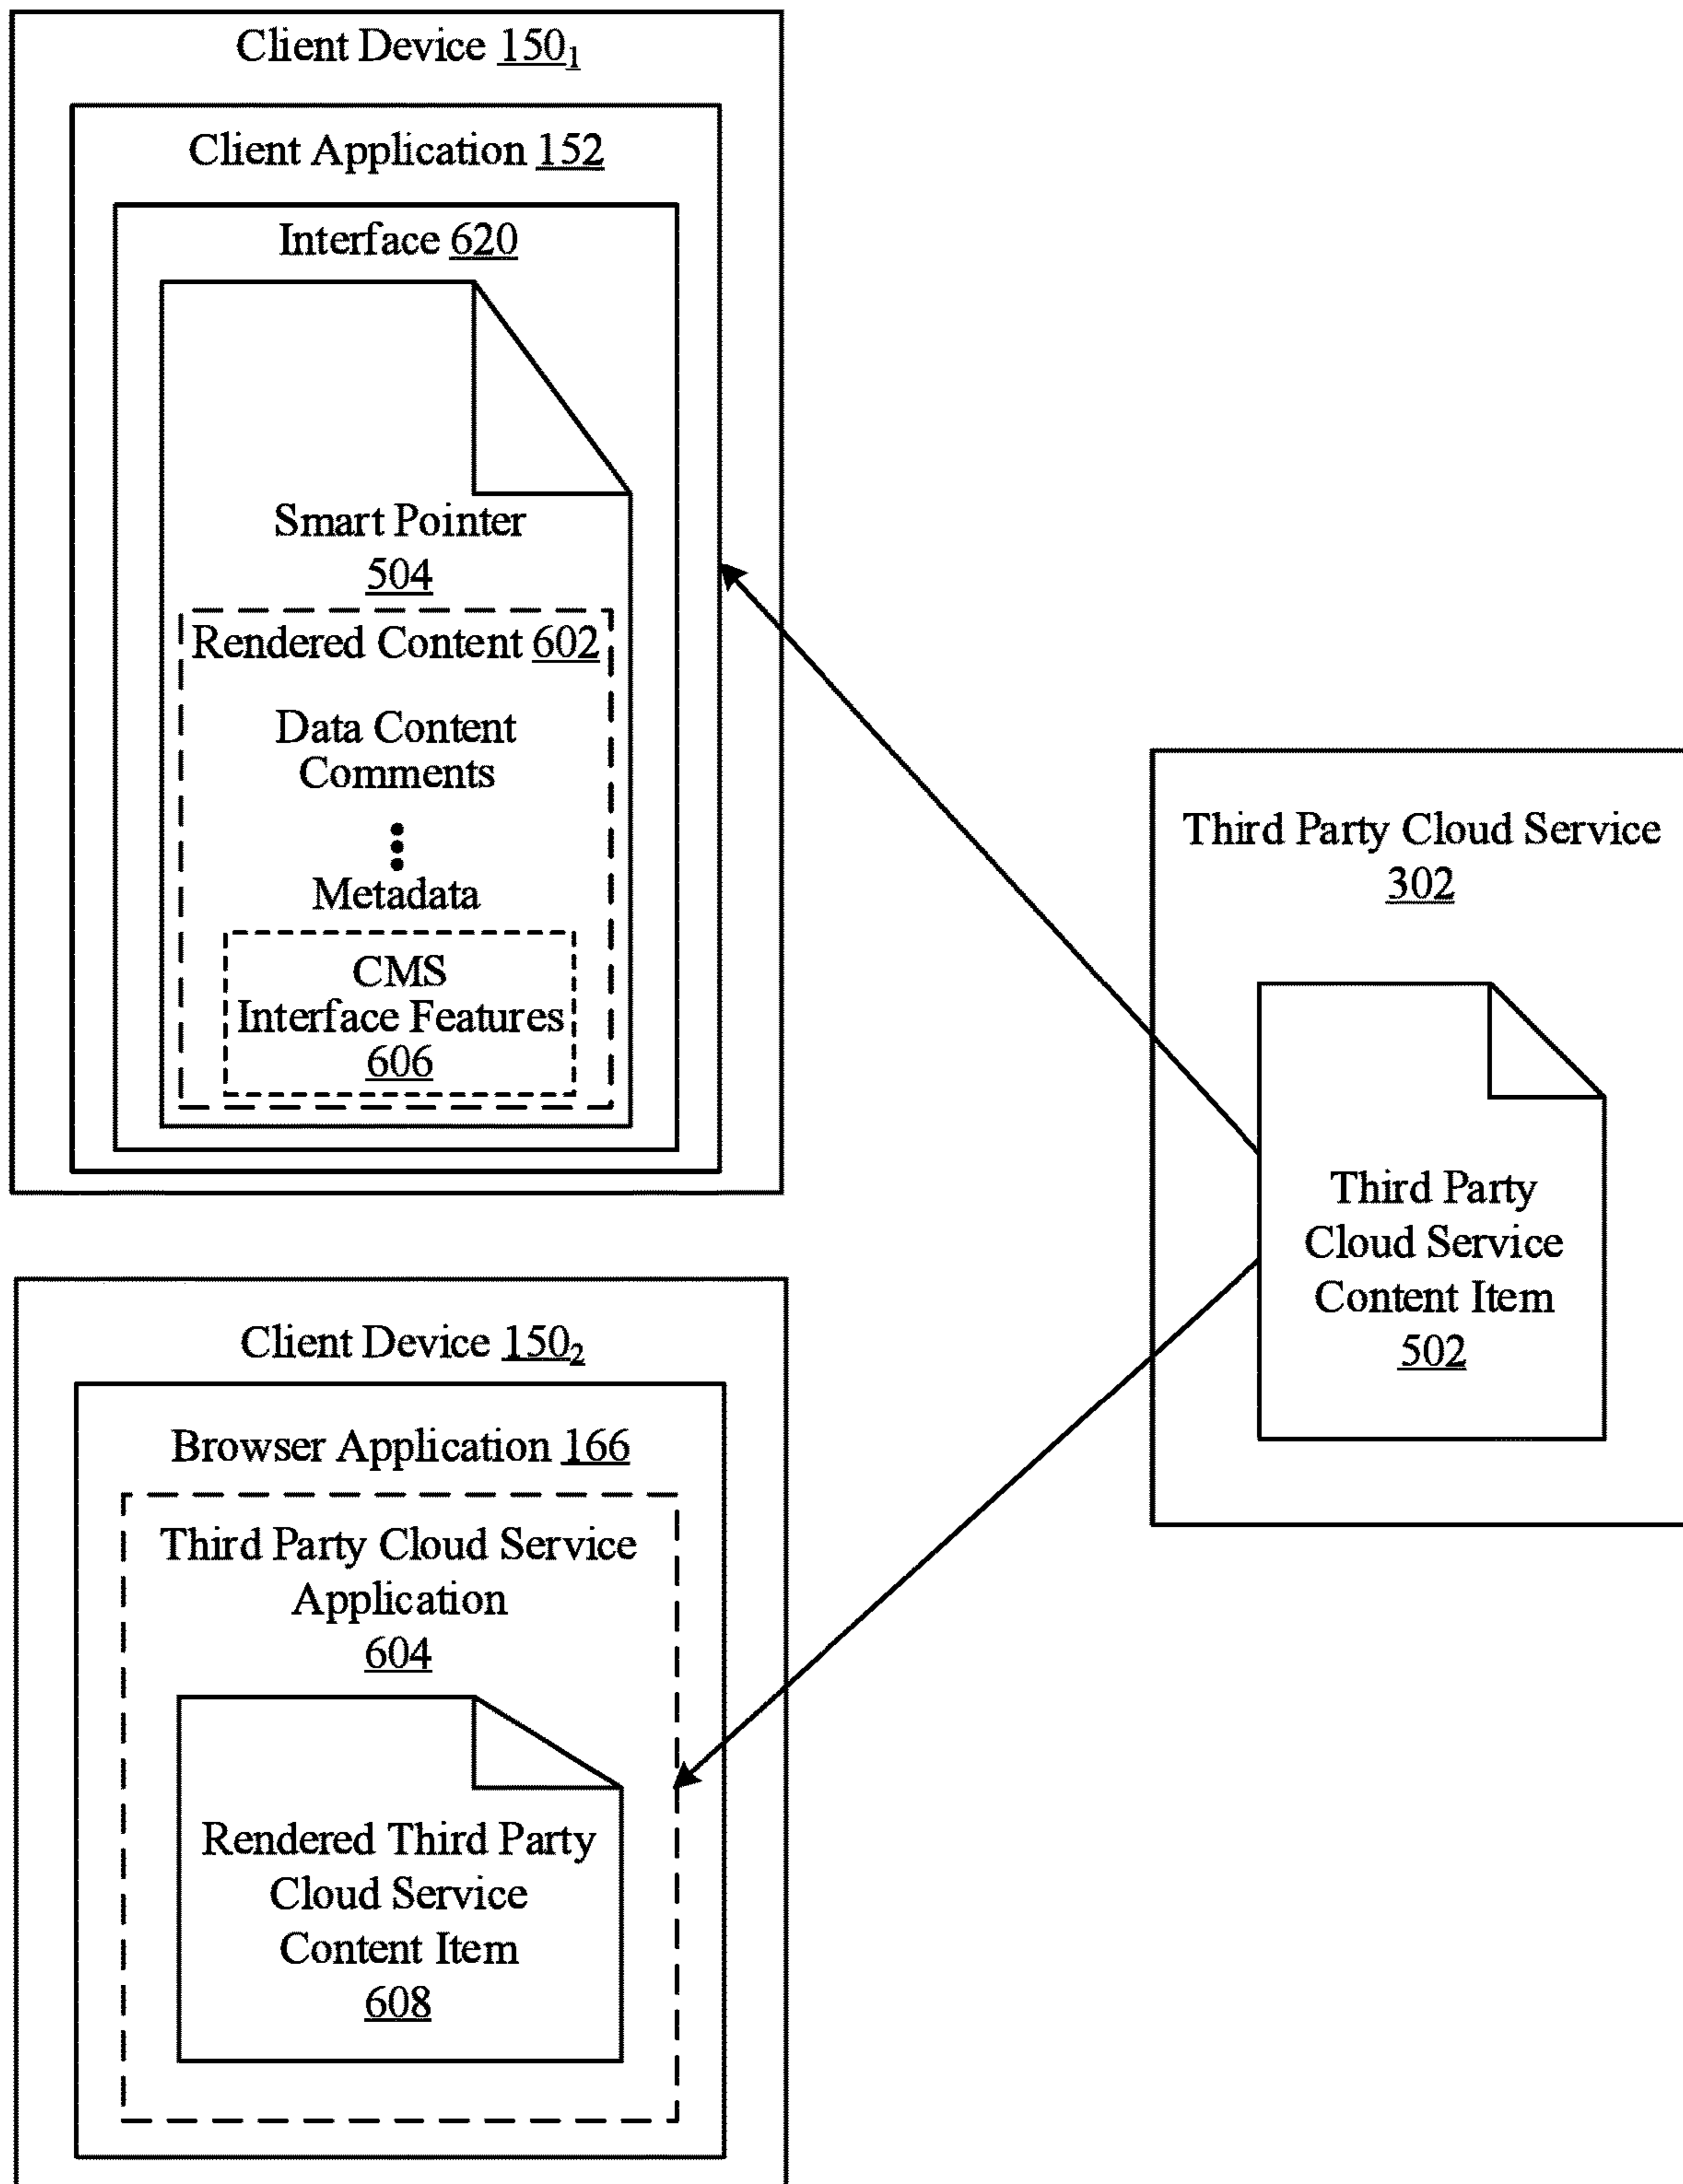 Client Device 150₁
Client Application 152
Interface 620
Smart Pointer
504
Rendered Content 602
Data Content
Comments
Metadata
CMS
Interface Features
606
Third Party Cloud Service
302
Third Party
Cloud Service
Content Item
502
Client Device 150₂
Browser Application 166
Third Party Cloud Service
Application
604
Rendered Third Party
Cloud Service
Content Item
608